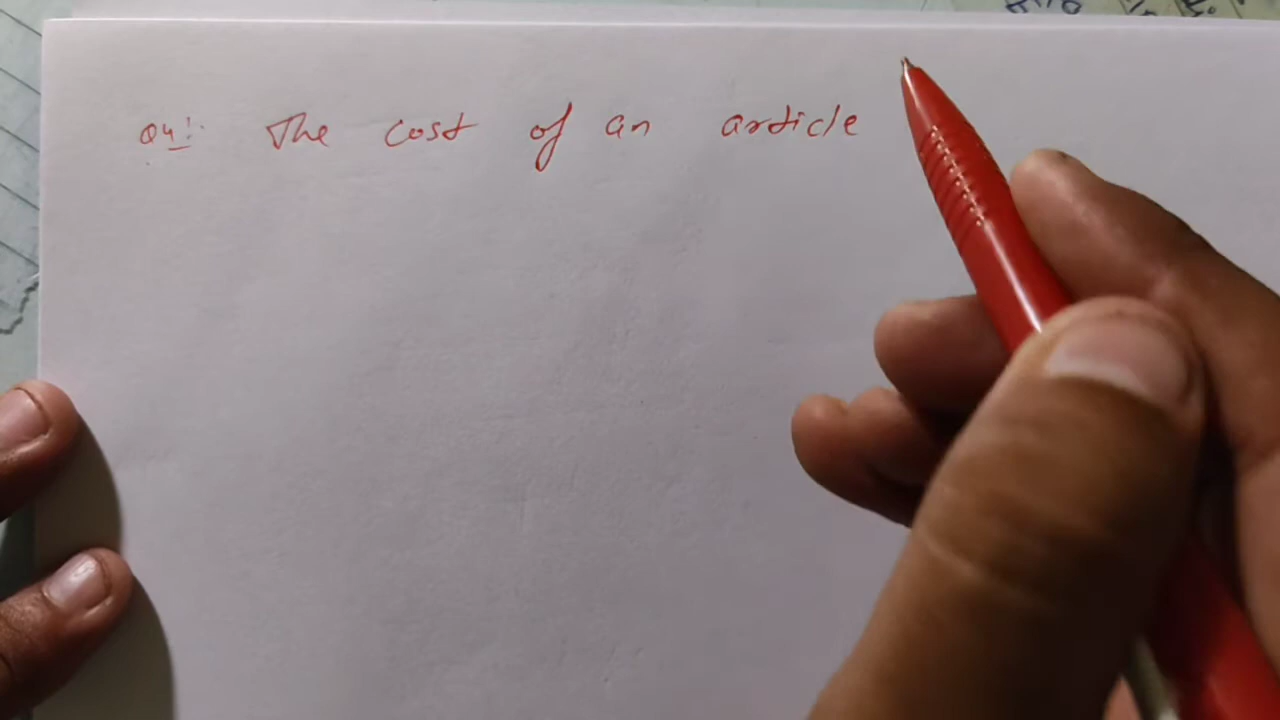 Q4:- The cost of an article